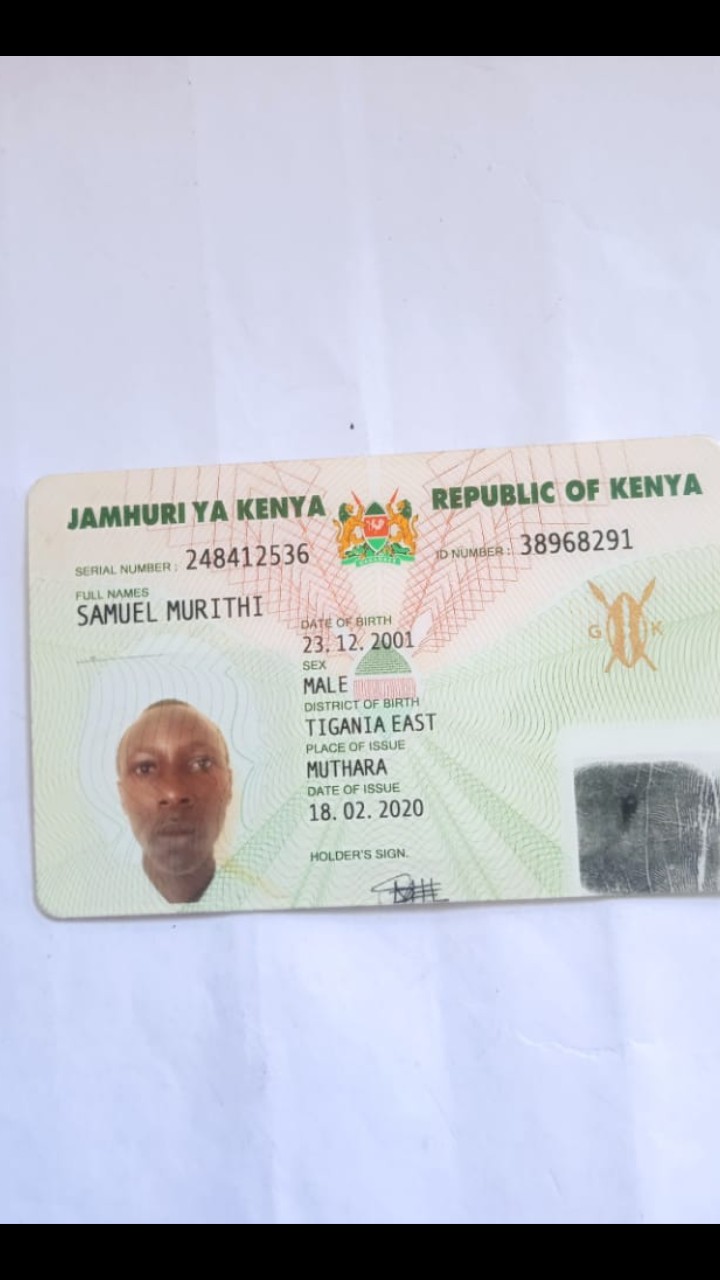 JAMHURI YA KENYA REPUBLIC OF KENYA
SERIAL NUMBER: 248412536 ID NUMBER: 38968291
FULL NAMES
SAMUEL MURITHI
DATE OF BIRTH
23. 12. 2001
SEX
MALE
DISTRICT OF BIRTH
TIGANIA EAST
PLACE OF ISSUE
MUTHARA
DATE OF ISSUE
18. 02. 2020
HOLDER'S SIGN.
G K